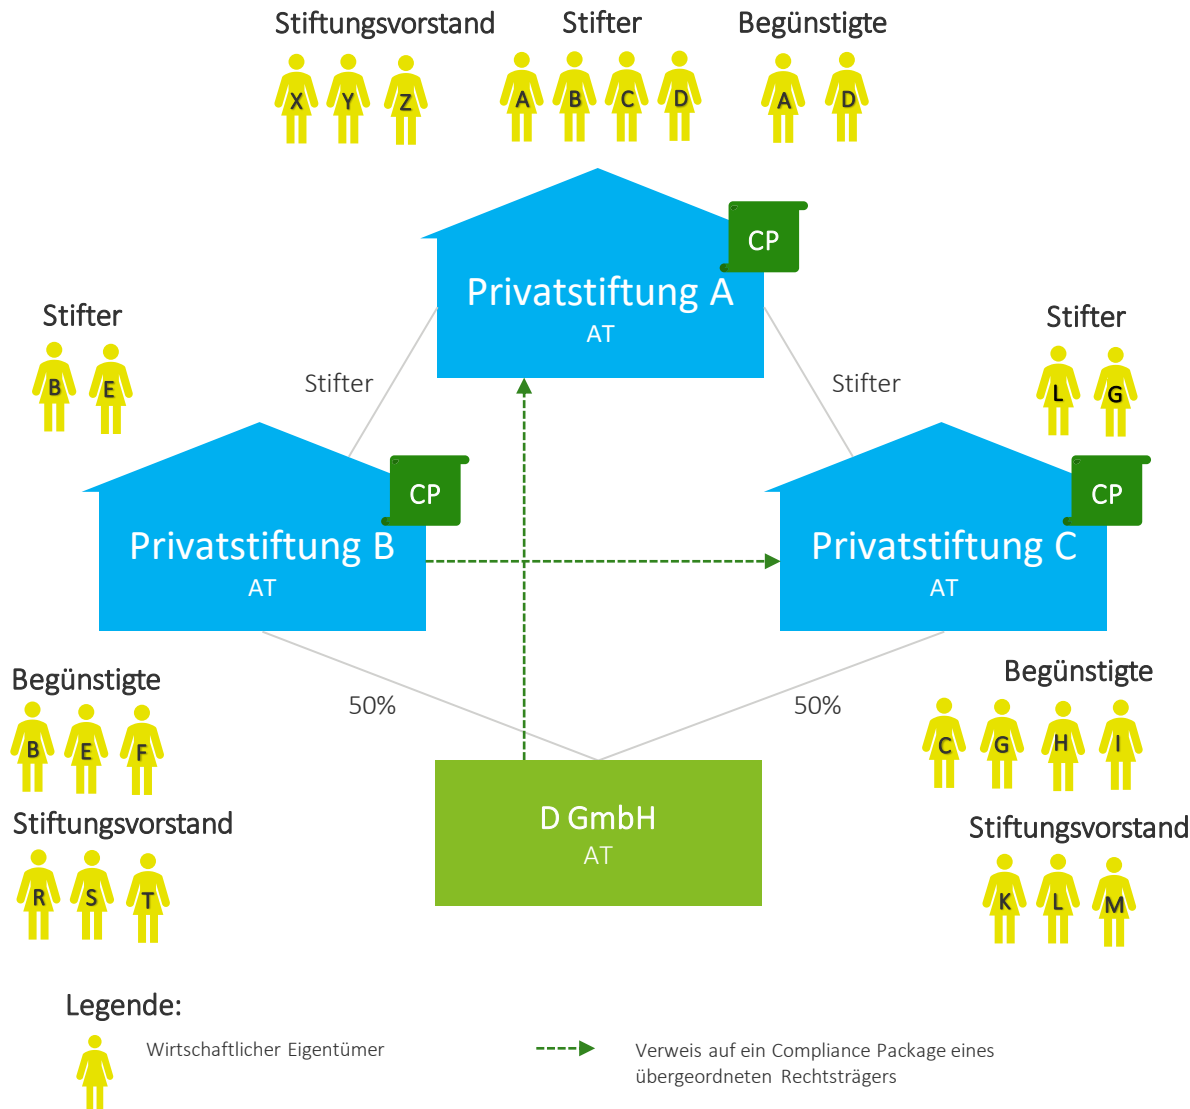 Stiftungsvorstand
Stifter
Begünstigte
X Y Z
A B C D
A D
CP
Privatstiftung A
AT
Stifter
B E
Stifter
L G
Stifter
Stifter
CP
Privatstiftung B
AT
CP
Privatstiftung C
AT
Begünstigte
B E F
50%
50%
Begünstigte
C G H I
Stiftungsvorstand
R S T
D GmbH
AT
Stiftungsvorstand
K L M
Legende:
Wirtschaftlicher Eigentümer
Verweis auf ein Compliance Package eines
übergeordneten Rechtsträgers